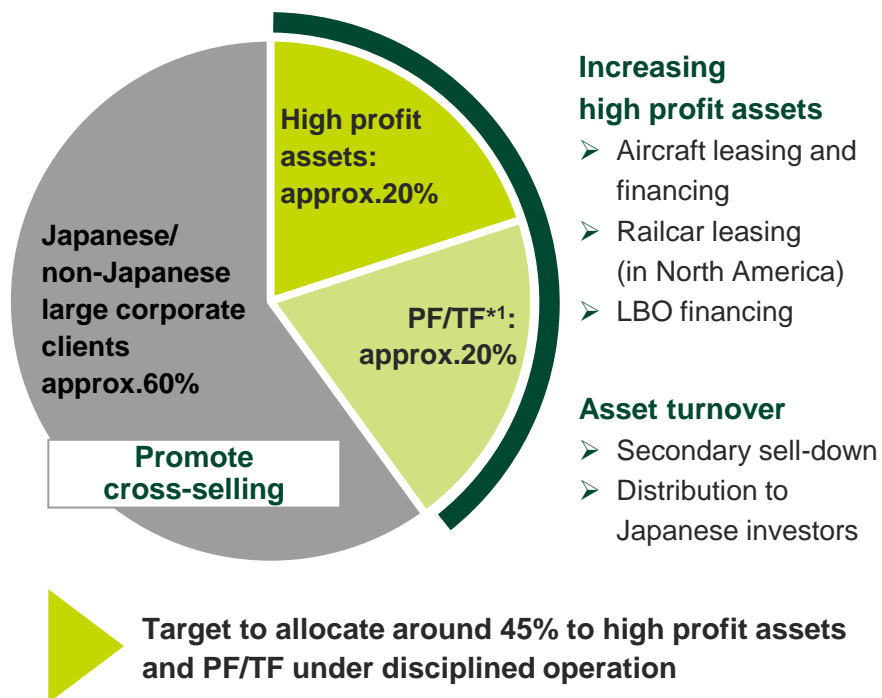 High profit
assets:
approx.20%
PF/TF*1:
approx.20%
Japanese/
non-Japanese
large corporate
clients
approx.60%
Promote
cross-selling
Increasing
high profit assets
➢ Aircraft leasing and
financing
➢ Railcar leasing
(in North America)
➢ LBO financing
Asset turnover
➢ Secondary sell-down
➢ Distribution to
Japanese investors
Target to allocate around 45% to high profit assets
and PF/TF under disciplined operation